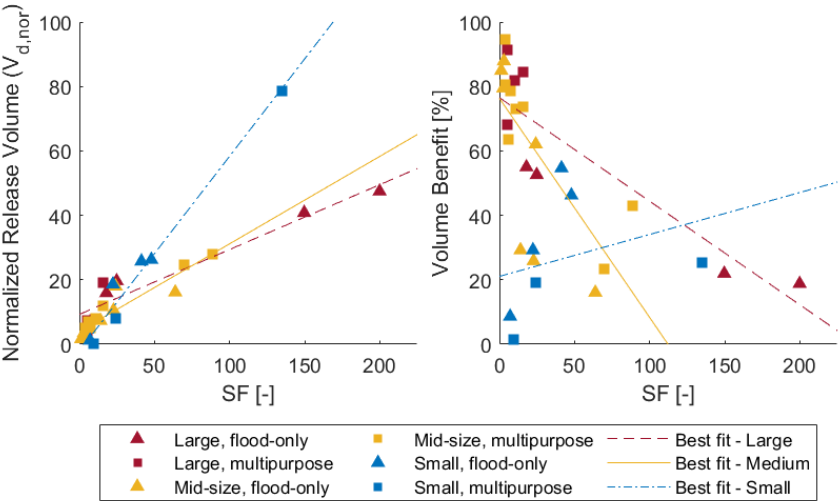 Normalized Release Volume (Vd,nor)
100
80
60
40
20
0
0 50 100 150 200
SF [-]
Volume Benefit [%]
100
80
60
40
20
0
0 50 100 150 200
SF [-]
Large, flood-only
Large, multipurpose
Mid-size, flood-only
Mid-size, multipurpose
Small, flood-only
Small, multipurpose
Best fit - Large
Best fit - Medium
Best fit - Small